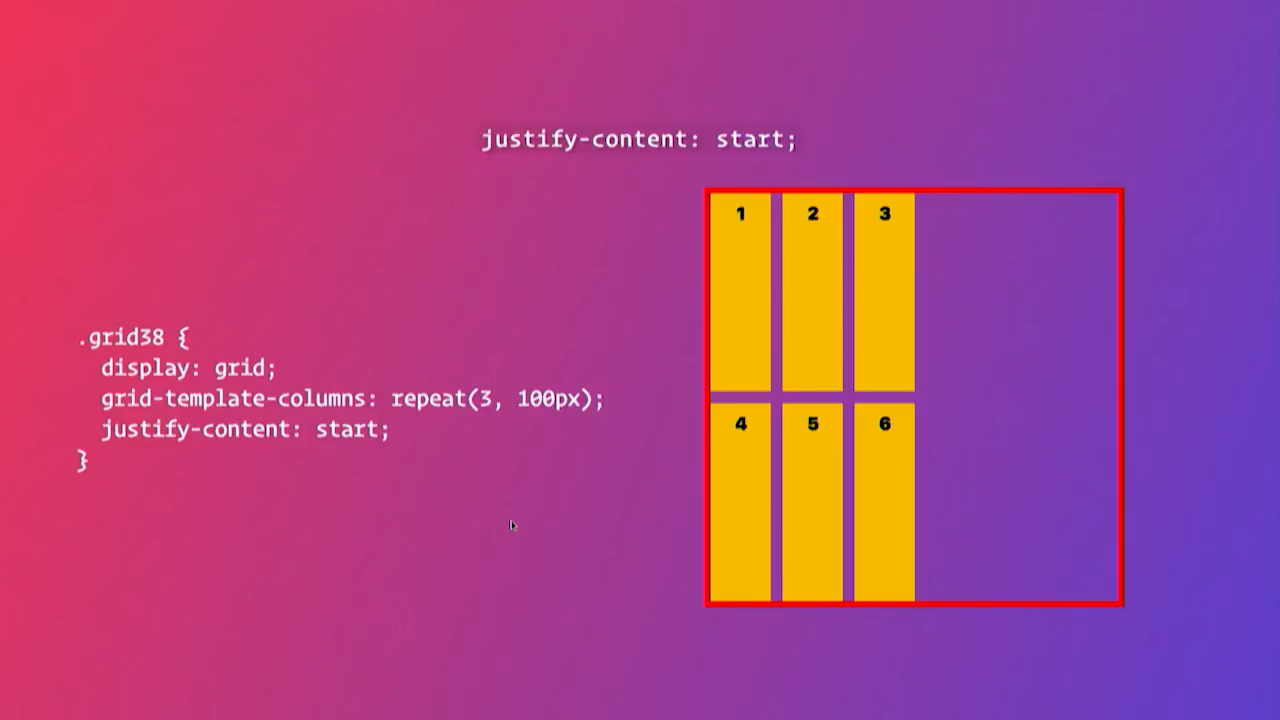 justify-content: start;
1 2 3
.grid38 {
display: grid;
grid-template-columns: repeat(3, 100px);
justify-content: start;
}
4 5 6